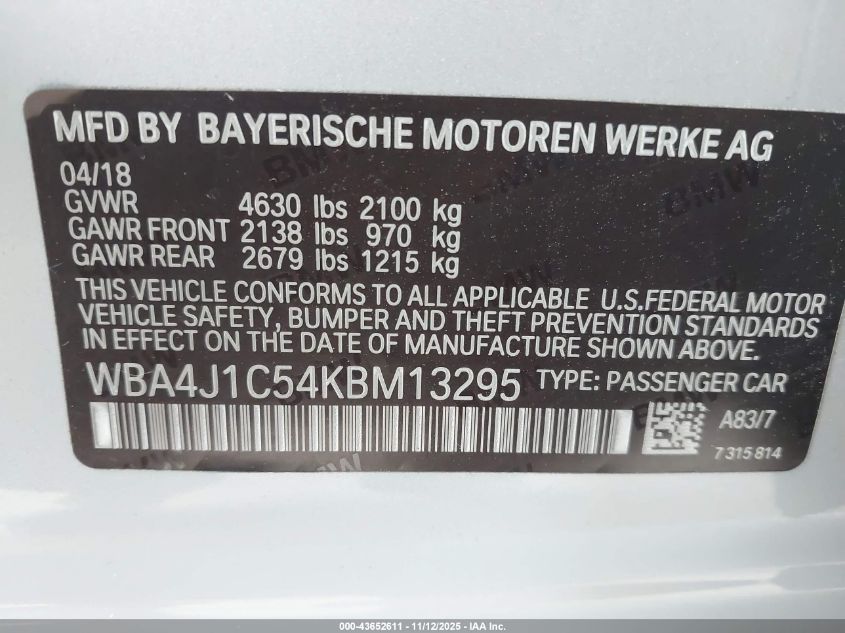 MFD BY BAYERISCHE MOTOREN WERKE AG
04/18
GVWR 4630 lbs 2100 kg
GAWR FRONT 2138 lbs 970 kg
GAWR REAR 2679 lbs 1215 kg
THIS VEHICLE CONFORMS TO ALL APPLICABLE U.S.FEDERAL MOTOR
VEHICLE SAFETY, BUMPER AND THEFT PREVENTION STANDARDS
IN EFFECT ON THE DATE OF MANUFACTURE SHOWN ABOVE.
WBA4J1C54KBM13295 TYPE: PASSENGER CAR
A83/7
7315814
000-43652611 - 11/12/2025 - IAA Inc.